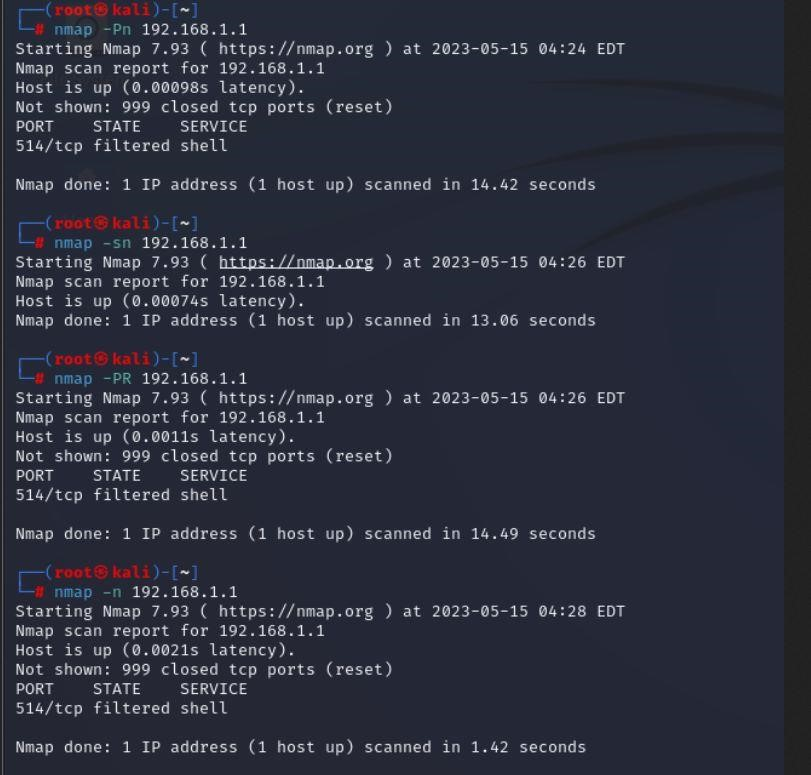 ┌──(root㉿kali)-[~]
└─# nmap -Pn 192.168.1.1
Starting Nmap 7.93 ( https://nmap.org ) at 2023-05-15 04:24 EDT
Nmap scan report for 192.168.1.1
Host is up (0.00098s latency).
Not shown: 999 closed tcp ports (reset)
PORT    STATE    SERVICE
514/tcp filtered shell

Nmap done: 1 IP address (1 host up) scanned in 14.42 seconds

┌──(root㉿kali)-[~]
└─# nmap -sn 192.168.1.1
Starting Nmap 7.93 ( https://nmap.org ) at 2023-05-15 04:26 EDT
Nmap scan report for 192.168.1.1
Host is up (0.00074s latency).
Nmap done: 1 IP address (1 host up) scanned in 13.06 seconds

┌──(root㉿kali)-[~]
└─# nmap -PR 192.168.1.1
Starting Nmap 7.93 ( https://nmap.org ) at 2023-05-15 04:26 EDT
Nmap scan report for 192.168.1.1
Host is up (0.0011s latency).
Not shown: 999 closed tcp ports (reset)
PORT    STATE    SERVICE
514/tcp filtered shell

Nmap done: 1 IP address (1 host up) scanned in 14.49 seconds

┌──(root㉿kali)-[~]
└─# nmap -n 192.168.1.1
Starting Nmap 7.93 ( https://nmap.org ) at 2023-05-15 04:28 EDT
Nmap scan report for 192.168.1.1
Host is up (0.0021s latency).
Not shown: 999 closed tcp ports (reset)
PORT    STATE    SERVICE
514/tcp filtered shell

Nmap done: 1 IP address (1 host up) scanned in 1.42 seconds